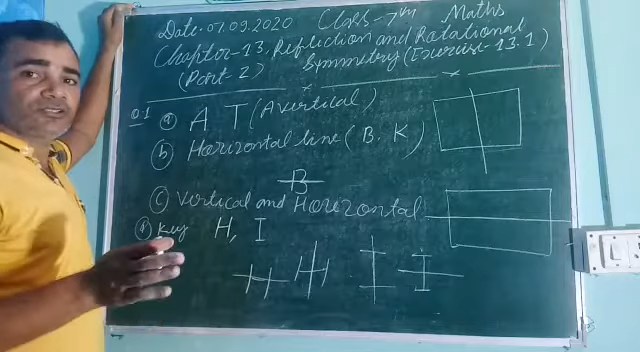 Date. 07.09.2020 Class-7th Maths
Chapter-13. Reflection and Rotational
(Part-2) Symmetry (Exercise-13.1)
Q.1 (a) A T (A vertical)
(b) Horizontal line (B, K)
B
(c) Vertical and Horizontal
(d) Key H, I
H H I I